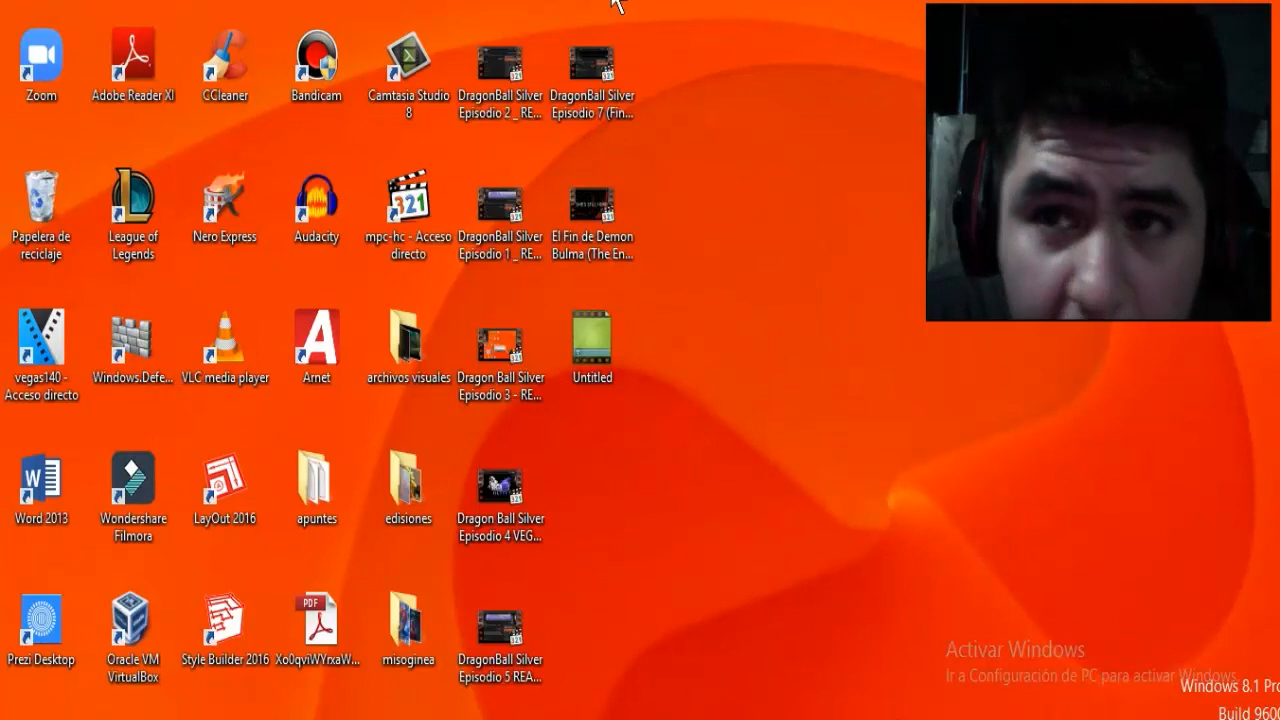 Zoom
Adobe Reader XI
CCleaner
Bandicam
Camtasia Studio
8
DragonBall Silver
Episodio 2 _ RE...
DragonBall Silver
Episodio 7 (Fin...
Papelera de
reciclaje
League of
Legends
Nero Express
Audacity
321
mpc-hc - Acceso
directo
DragonBall Silver
Episodio 1 _ RE...
El Fin de Demon
Bulma (The En...
vegas140 -
Acceso directo
Windows.Defe...
VLC media player
A
Arnet
archivos visuales
Dragon Ball Silver
Episodio 3 - RE...
Untitled
W
Word 2013
Wondershare
Filmora
LayOut 2016
apuntes
edisiones
Dragon Ball Silver
Episodio 4 VEG...
Prezi Desktop
Oracle VM
VirtualBox
Style Builder 2016
PDF
Xo0qviWYrxaW...
misoginea
DragonBall Silver
Episodio 5 REA...
Activar Windows
Ir a Configuración de PC para activar Windows.
Windows 8.1 Pro
Build 9600